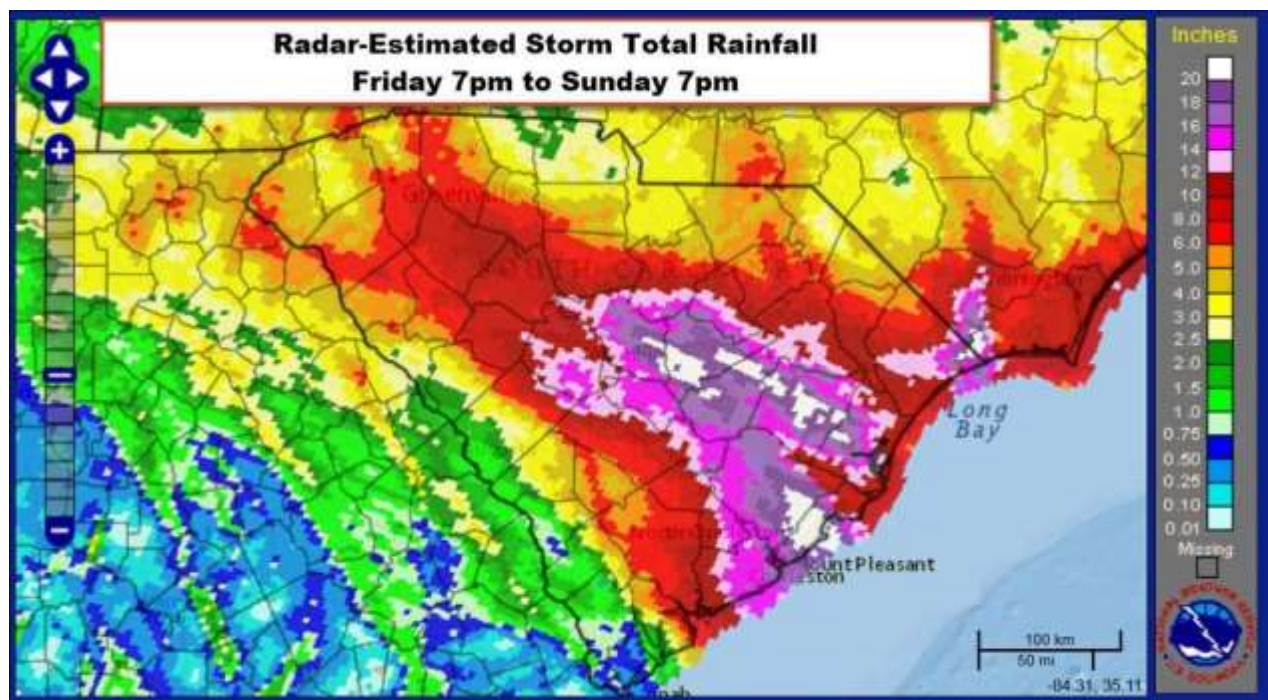 Radar-Estimated Storm Total Rainfall
Friday 7pm to Sunday 7pm
Inches
20
18
16
14
12
10
8.0
6.0
5.0
4.0
3.0
2.5
2.0
1.5
1.0
0.75
0.50
0.25
0.10
0.01
Missing
Greenville
Long
Bay
ount Pleasant
eston
100 km
50 mi
-84.31, 35.11